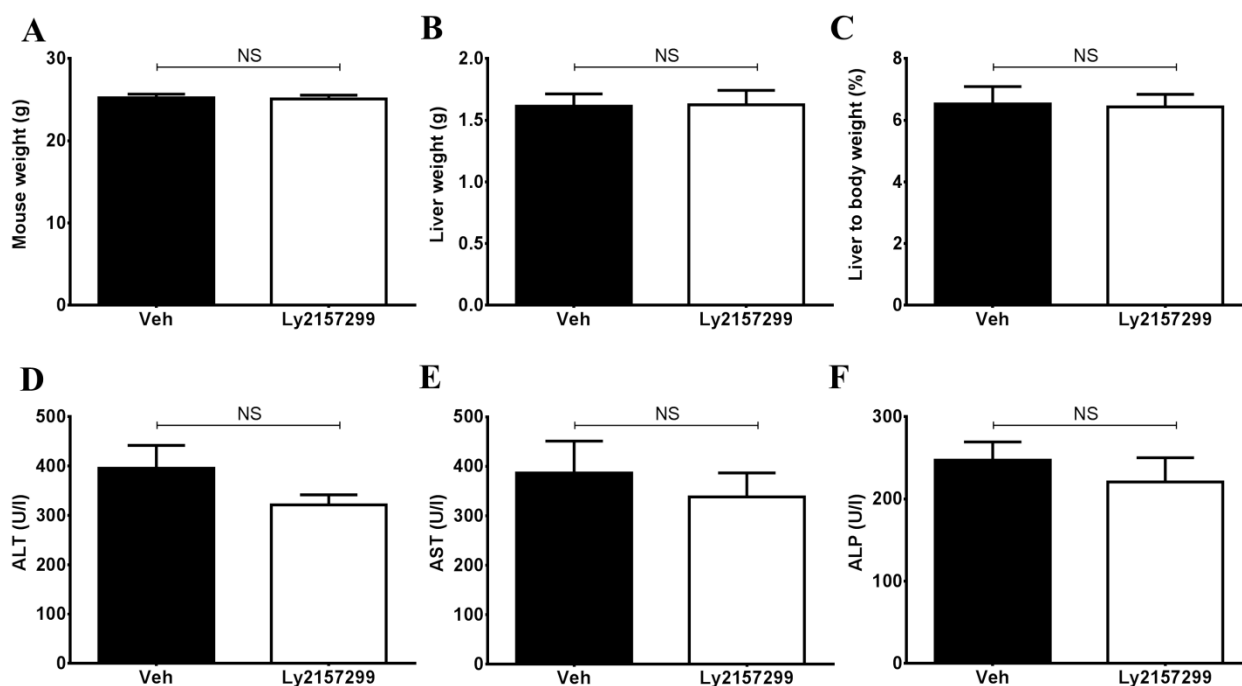 A
Mouse weight (g)
30
20
10
0
NS
Veh
Ly2157299
B
Liver weight (g)
2.0
1.5
1.0
0.5
0.0
NS
Veh
Ly2157299
C
Liver to body weight (%)
8
6
4
2
0
NS
Veh
Ly2157299
D
ALT (U/l)
500
400
300
200
100
0
NS
Veh
Ly2157299
E
AST (U/l)
500
400
300
200
100
0
NS
Veh
Ly2157299
F
ALP (U/l)
300
200
100
0
NS
Veh
Ly2157299